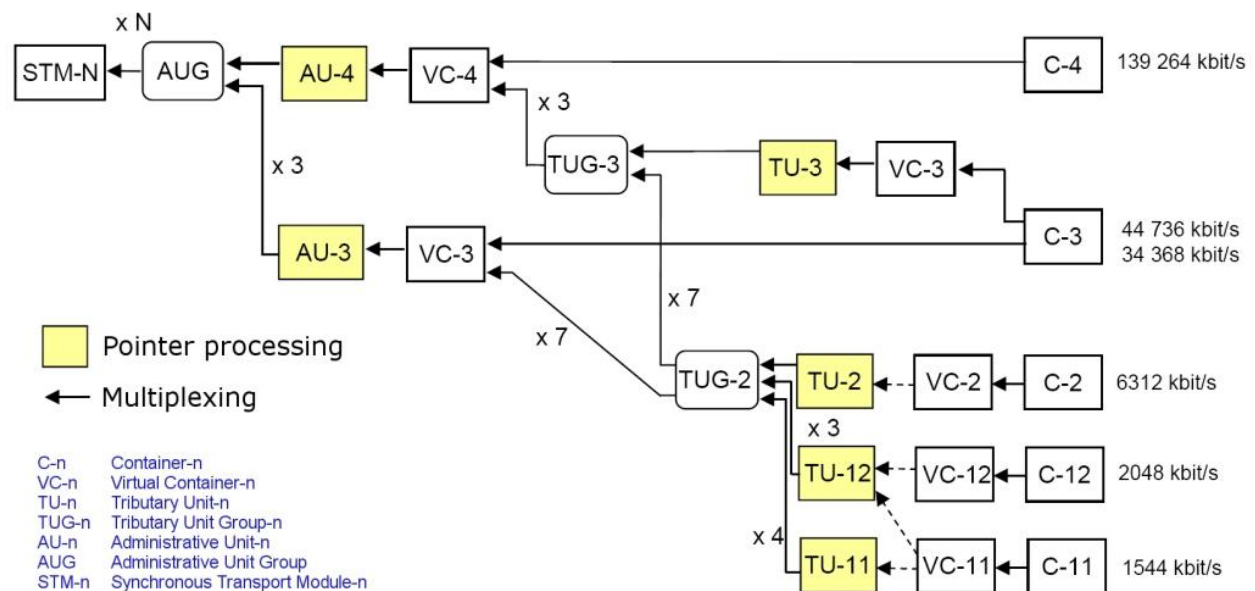 x N
STM-N
AUG
AU-4
VC-4
C-4
139 264 kbit/s
x 3
x 3
TUG-3
TU-3
VC-3
C-3
44 736 kbit/s
34 368 kbit/s
AU-3
VC-3
x 7
x 7
Pointer processing
Multiplexing
TUG-2
TU-2
VC-2
C-2
6312 kbit/s
x 3
TU-12
VC-12
C-12
2048 kbit/s
x 4
TU-11
VC-11
C-11
1544 kbit/s
C-n Container-n
VC-n Virtual Container-n
TU-n Tributary Unit-n
TUG-n Tributary Unit Group-n
AU-n Administrative Unit-n
AUG Administrative Unit Group
STM-n Synchronous Transport Module-n